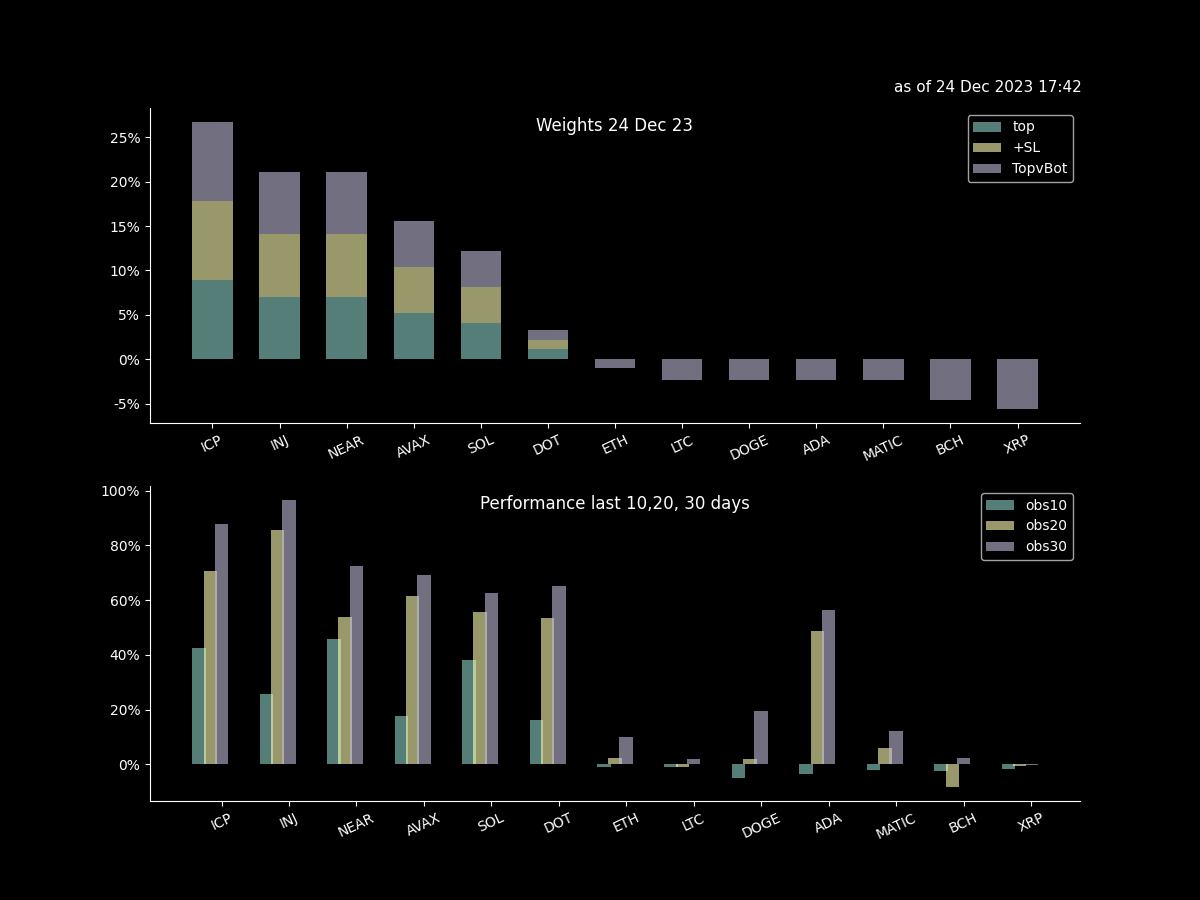 as of 24 Dec 2023 17:42
Weights 24 Dec 23
top
+SL
TopvBot
25%
20%
15%
10%
5%
0%
-5%
ICP INJ NEAR AVAX SOL DOT ETH LTC DOGE ADA MATIC BCH XRP
Performance last 10,20, 30 days
obs10
obs20
obs30
100%
80%
60%
40%
20%
0%
ICP INJ NEAR AVAX SOL DOT ETH LTC DOGE ADA MATIC BCH XRP